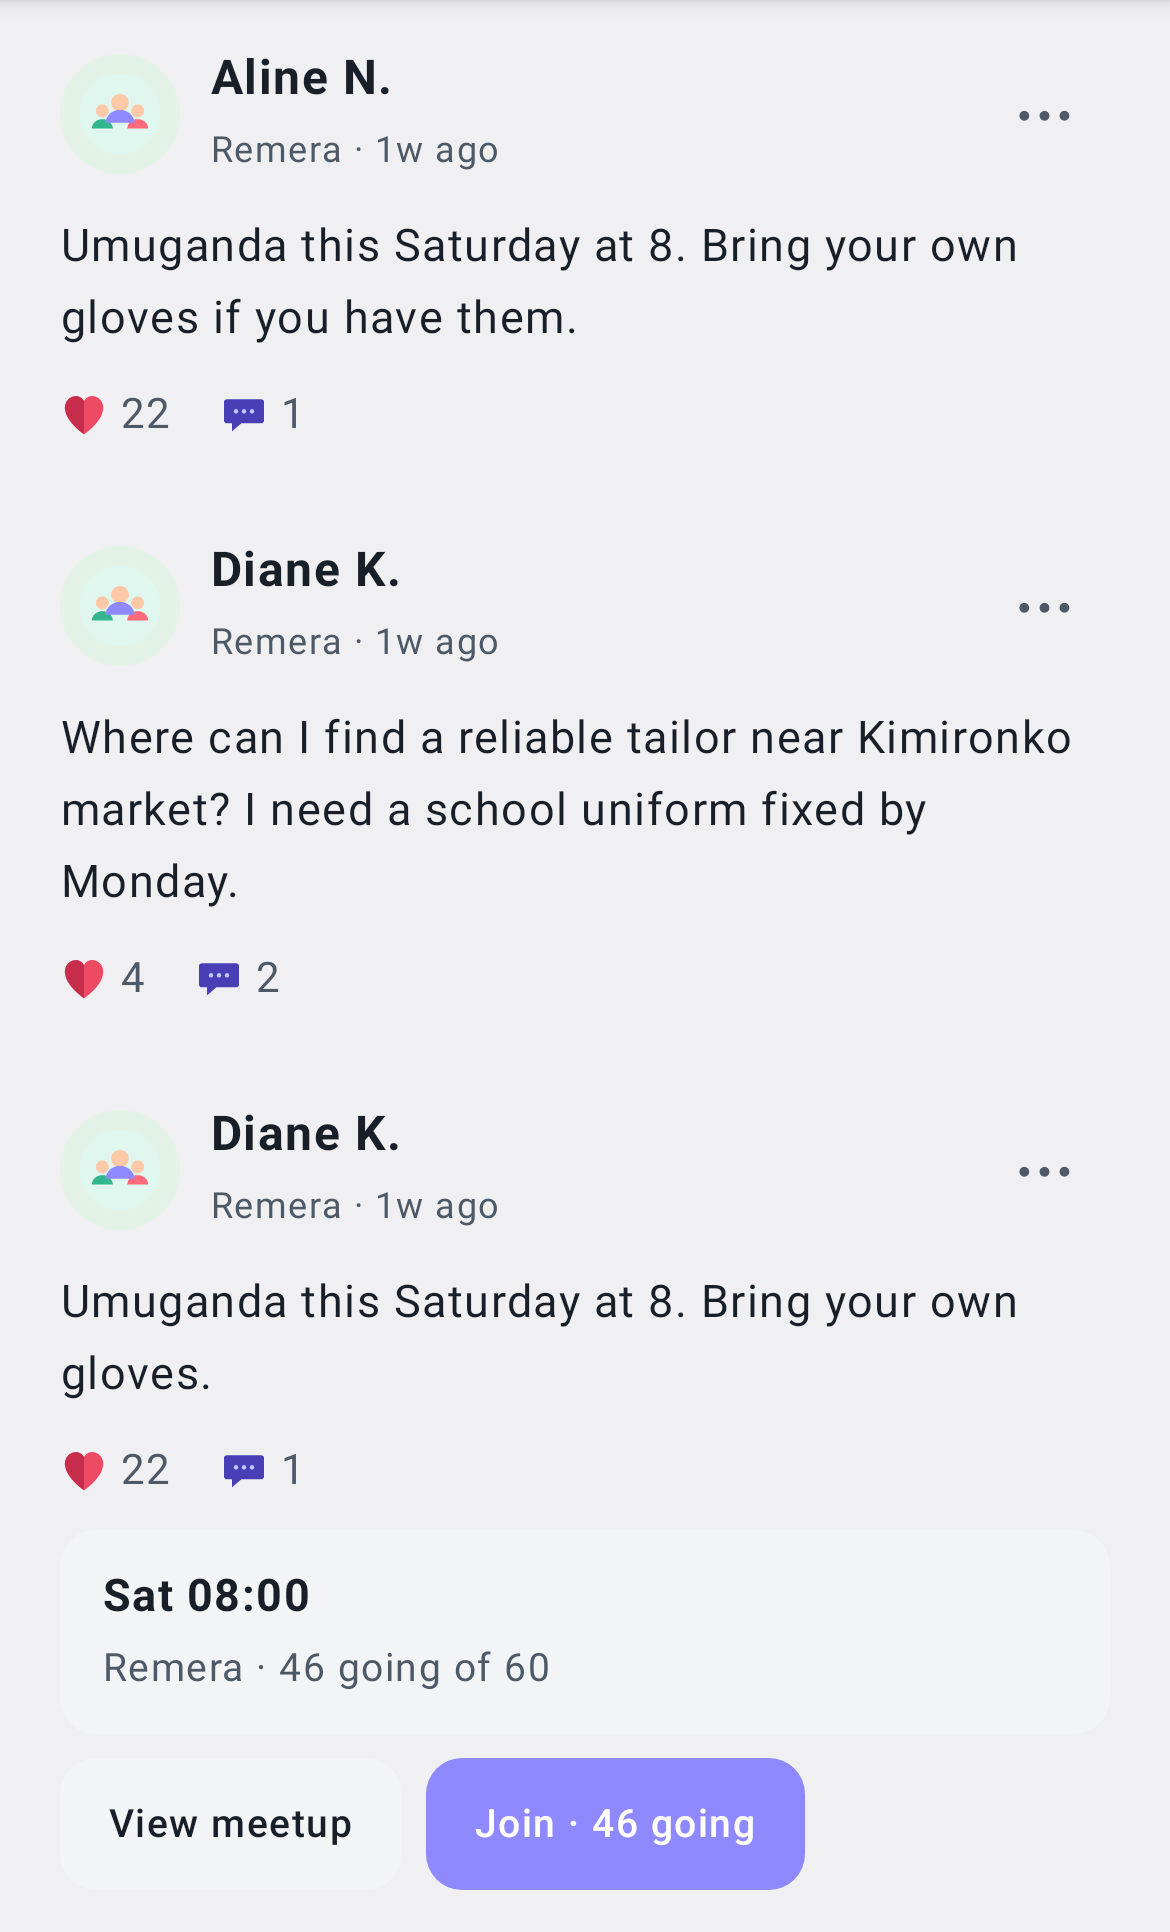 Aline N.
Remera · 1w ago
Umuganda this Saturday at 8. Bring your own
gloves if you have them.
22 1
Diane K.
Remera · 1w ago
Where can I find a reliable tailor near Kimironko
market? I need a school uniform fixed by
Monday.
4 2
Diane K.
Remera · 1w ago
Umuganda this Saturday at 8. Bring your own
gloves.
22 1
Sat 08:00
Remera · 46 going of 60
View meetup
Join · 46 going